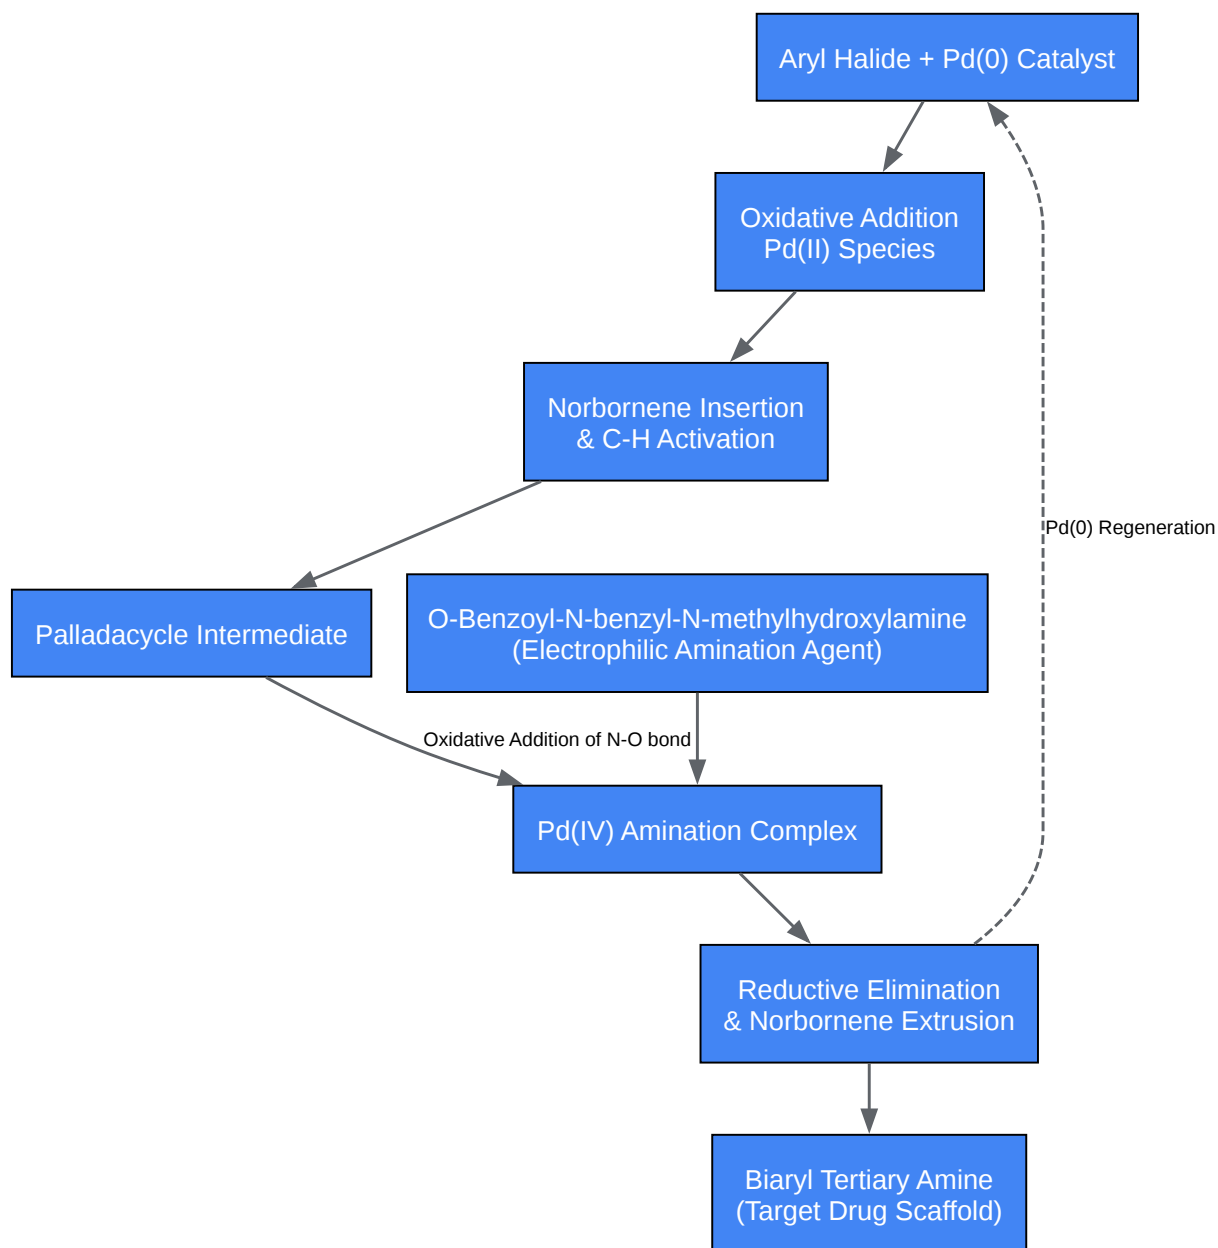 Aryl Halide + Pd(0) Catalyst
Oxidative Addition
Pd(II) Species
Norbornene Insertion
& C-H Activation
Pd(0) Regeneration
Palladacycle Intermediate
O-Benzoyl-N-benzyl-N-methylhydroxylamine
(Electrophilic Amination Agent)
Oxidative Addition of N-O bond
Pd(IV) Amination Complex
Reductive Elimination
& Norbornene Extrusion
Biaryl Tertiary Amine
(Target Drug Scaffold)